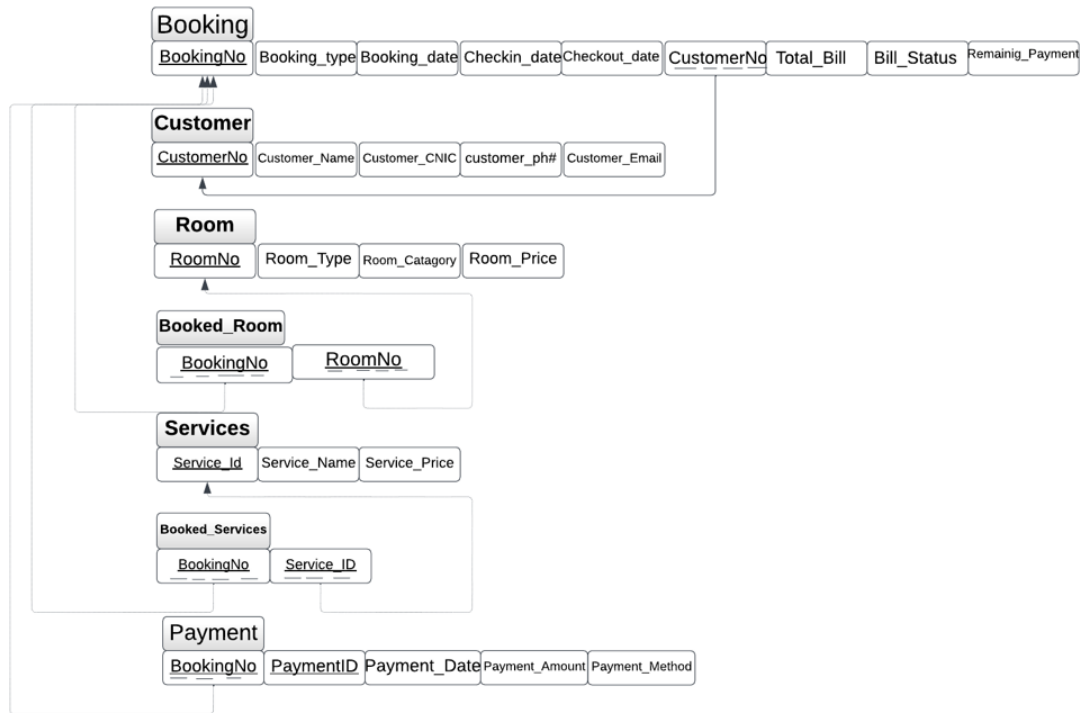 Booking
BookingNo Booking_type Booking_date Checkin_date Checkout_date CustomerNo Total_Bill Bill_Status Remainig_Payment
Customer
CustomerNo Customer_Name Customer_CNIC customer_ph# Customer_Email
Room
RoomNo Room_Type Room_Catagory Room_Price
Booked_Room
BookingNo RoomNo
Services
Service_Id Service_Name Service_Price
Booked_Services
BookingNo Service_ID
Payment
BookingNo PaymentID Payment_Date Payment_Amount Payment_Method